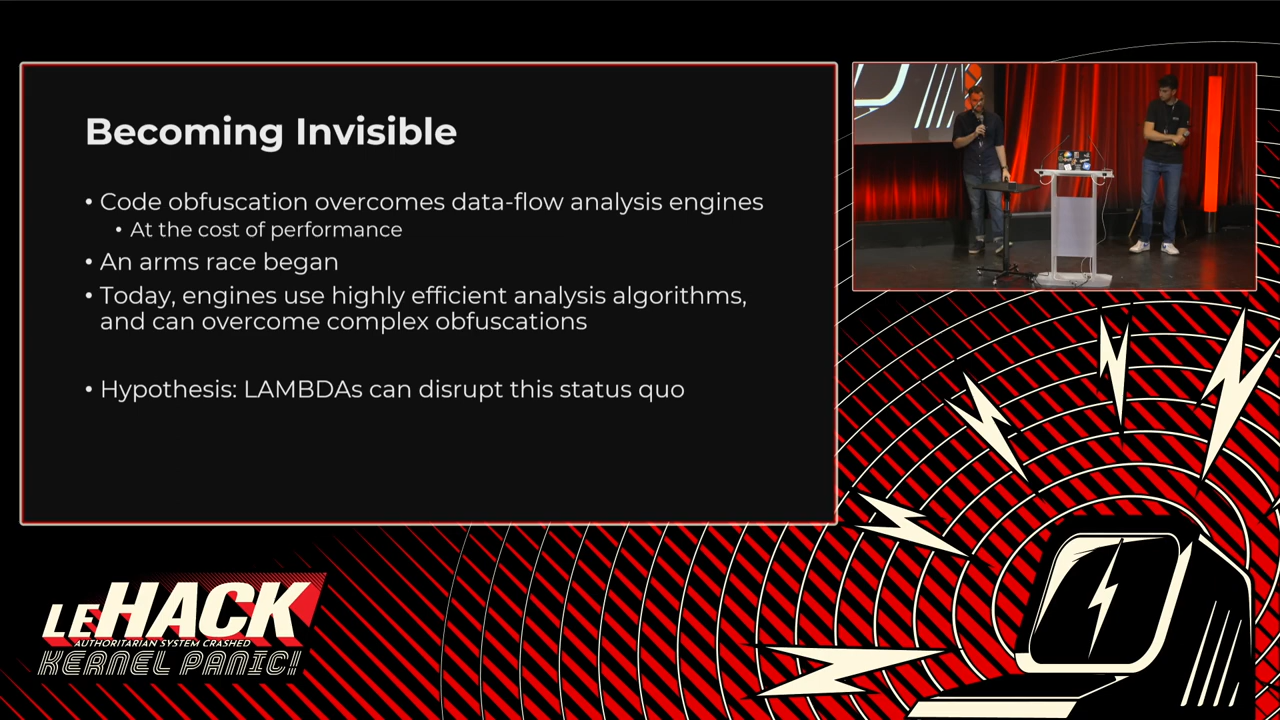 Becoming Invisible
• Code obfuscation overcomes data-flow analysis engines
• At the cost of performance
• An arms race began
• Today, engines use highly efficient analysis algorithms,
and can overcome complex obfuscations
• Hypothesis: LAMBDAs can disrupt this status quo
LEHACK
AUTHORITARIAN SYSTEM CRASHED
KERNEL PANIC!